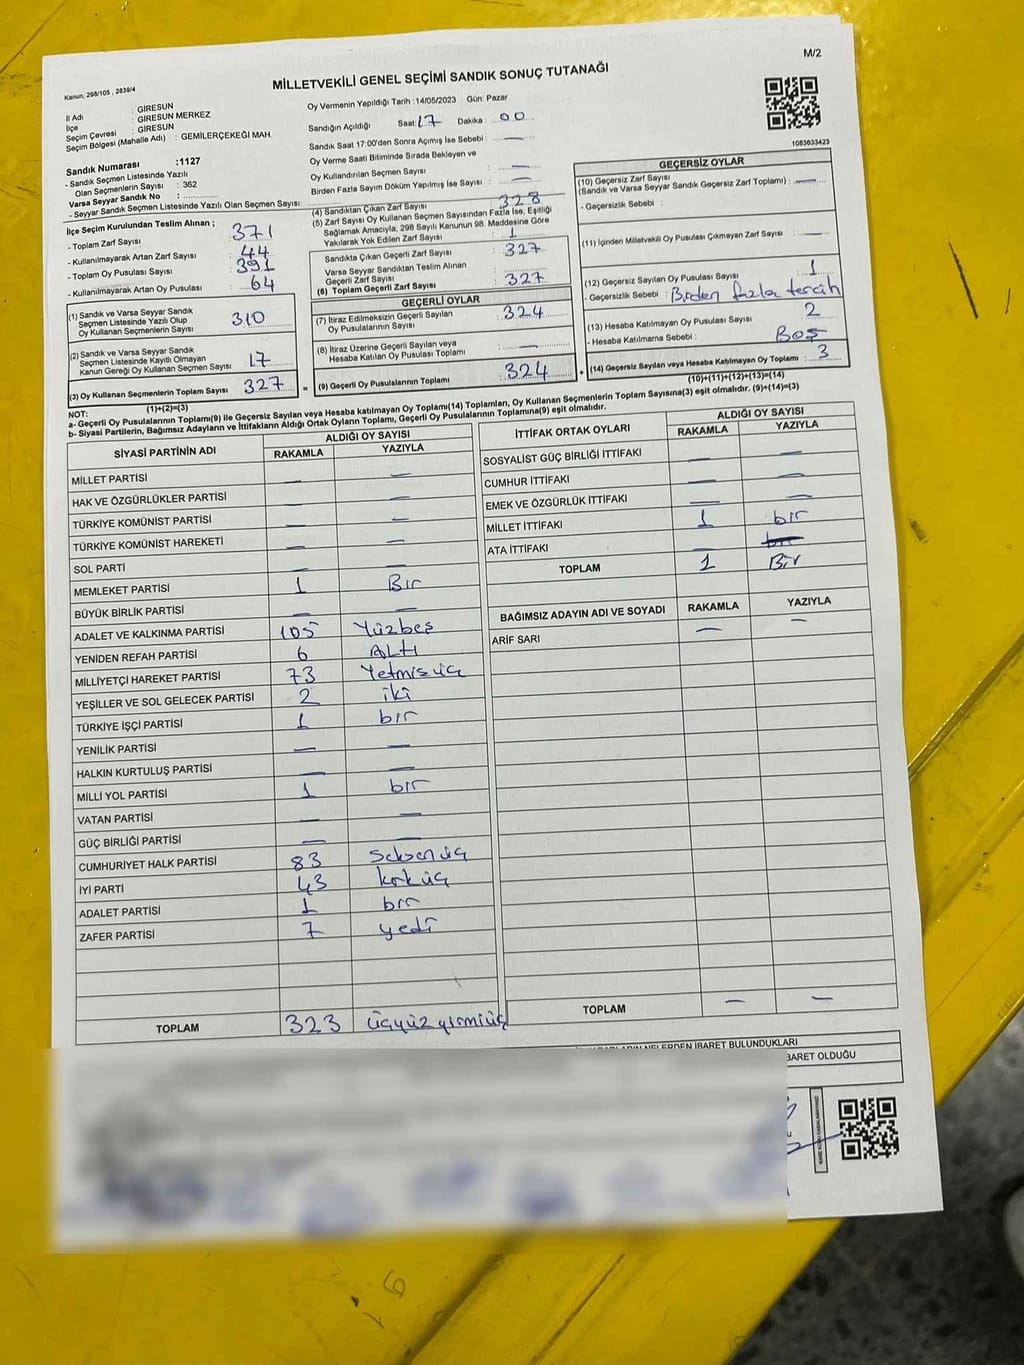 M/2
Kanun; 298/105 , 2839/4
MİLLETVEKİLİ GENEL SEÇİMİ SANDIK SONUÇ TUTANAĞI
İl Adı : GİRESUN
İlçe : GİRESUN MERKEZ
Seçim Çevresi : GİRESUN
Seçim Bölgesi (Mahalle Adı) : GEMİLERÇEKEĞİ MAH.
Sandık Numarası :1127
- Sandık Seçmen Listesinde Yazılı
Olan Seçmenlerin Sayısı : 362
Varsa Seyyar Sandık No :
- Seyyar Sandık Seçmen Listesinde Yazılı Olan Seçmen Sayısı
Oy Vermenin Yapıldığı Tarih :14/05/2023 Gün: Pazar
Sandığın Açıldığı Saat: 17 Dakika : 00
Sandık Saat 17:00'den Sonra Açımış İse Sebebi : —
Oy Verme Saati Bitiminde Sırada Bekleyen ve
Oy Kullandırılan Seçmen Sayısı : —
Birden Fazla Sayım Döküm Yapılmış İse Sayısı : —
1083633423
İlçe Seçim Kurulundan Teslim Alınan ;
- Toplam Zarf Sayısı : 371
- Kullanılmayarak Artan Zarf Sayısı : 44
- Toplam Oy Pusulası Sayısı : 391
- Kullanılmayarak Artan Oy Pusulası : 64
(1) Sandık ve Varsa Seyyar Sandık
Seçmen Listesinde Yazılı Olup
Oy Kullanan Seçmenlerin Sayısı 310
(2) Sandık ve Varsa Seyyar Sandık
Seçmen Listesinde Kayıtlı Olmayan
Kanun Gereği Oy Kullanan Seçmen Sayısı 17
(3) Oy Kullanan Seçmenlerin Toplam Sayısı 327 =
(1)+(2)=(3)
(4) Sandıktan Çıkan Zarf Sayısı : 328
(5) Zarf Sayısı Oy Kullanan Seçmen Sayısından Fazla İse, Eşitliği
Sağlamak Amacıyla, 298 Sayılı Kanunun 98. Maddesine Göre
Yakılarak Yok Edilen Zarf Sayısı : 1
Sandıkta Çıkan Geçerli Zarf Sayısı : 327
Varsa Seyyar Sandıktan Teslim Alınan
Geçerli Zarf Sayısı :
(6) Toplam Geçerli Zarf Sayısı : 327
GEÇERLİ OYLAR
(7) İtiraz Edilmeksizin Geçerli Sayılan
Oy Pusulalarının Sayısı : 324
(8) İtiraz Üzerine Geçerli Sayılan veya
Hesaba Katılan Oy Pusulası Toplamı : —
(9) Geçerli Oy Pusulalarının Toplamı : 324 +
GEÇERSİZ OYLAR
(10) Geçersiz Zarf Sayısı
(Sandık ve Varsa Seyyar Sandık Geçersiz Zarf Toplamı) : —
- Geçersizlik Sebebi :
(11) İçinden Milletvekili Oy Pusulası Çıkmayan Zarf Sayısı : —
(12) Geçersiz Sayılan Oy Pusulası Sayısı : 1
- Geçersizlik Sebebi : Birden fazla tercih
(13) Hesaba Katılmayan Oy Pusulası Sayısı : 2
- Hesaba Katılmama Sebebi : Boş
(14) Geçersiz Sayılan veya Hesaba Katılmayan Oy Toplamı : 3
(10)+(11)+(12)+(13)=(14)
NOT:
a- Geçerli Oy Pusulalarının Toplamı(9) ile Geçersiz Sayılan veya Hesaba katılmayan Oy Toplamı(14) Toplamları, Oy Kullanan Seçmenlerin Toplam Sayısına(3) eşit olmalıdır. (9)+(14)=(3)
b- Siyasi Partilerin, Bağımsız Adayların ve İttifakların Aldığı Ortak Oyların Toplamı, Geçerli Oy Pusulalarının Toplamına(9) eşit olmalıdır.
SİYASİ PARTİNİN ADI ALDIĞI OY SAYISI
RAKAMLA YAZIYLA
MİLLET PARTİSİ — —
HAK VE ÖZGÜRLÜKLER PARTİSİ — —
TÜRKİYE KOMÜNİST PARTİSİ — —
TÜRKİYE KOMÜNİST HAREKETİ — —
SOL PARTİ — —
MEMLEKET PARTİSİ 1 Bir
BÜYÜK BİRLİK PARTİSİ — —
ADALET VE KALKINMA PARTİSİ 105 Yüzbeş
YENİDEN REFAH PARTİSİ 6 ALtı
MİLLİYETÇİ HAREKET PARTİSİ 73 Yetmişüç
YEŞİLLER VE SOL GELECEK PARTİSİ 2 iki
TÜRKİYE İŞÇİ PARTİSİ 1 bir
YENİLİK PARTİSİ — —
HALKIN KURTULUŞ PARTİSİ — —
MİLLİ YOL PARTİSİ 1 bir
VATAN PARTİSİ — —
GÜÇ BİRLİĞİ PARTİSİ — —
CUMHURİYET HALK PARTİSİ 83 Seksenüç
İYİ PARTİ 43 kırküç
ADALET PARTİSİ 1 bir
ZAFER PARTİSİ 7 yedi
TOPLAM 323 üçyüzyirmiüç
İTTİFAK ORTAK OYLARI ALDIĞI OY SAYISI
RAKAMLA YAZIYLA
SOSYALİST GÜÇ BİRLİĞİ İTTİFAKI — —
CUMHUR İTTİFAKI — —
EMEK VE ÖZGÜRLÜK İTTİFAKI — —
MİLLET İTTİFAKI 1 bir
ATA İTTİFAKI —
TOPLAM 1 Bir
BAĞIMSIZ ADAYIN ADI VE SOYADI RAKAMLA YAZIYLA
ARİF SARI — —
TOPLAM — —
NELERDEN İBARET BULUNDUKLARI
BARET OLDUĞU